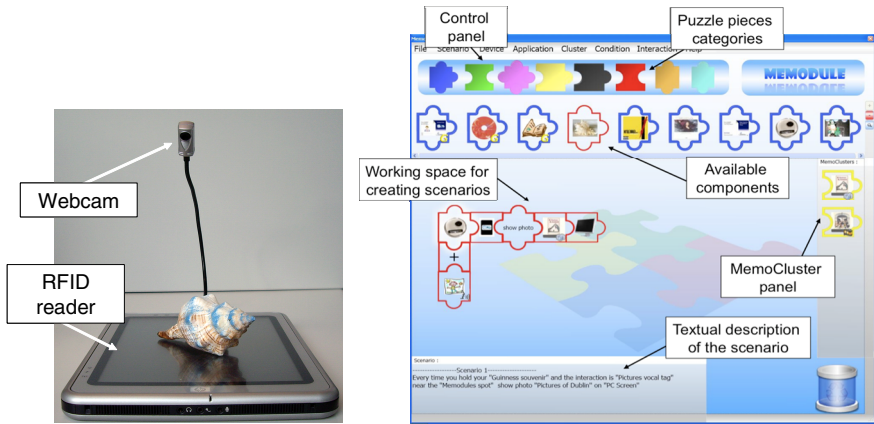 Webcam
RFID
reader
Control
panel
Puzzle pieces
categories
File Scenario Device Application Cluster Condition Interaction Help
MEMODULE
Available
components
Working space for
creating scenarios
MemoClusters :
show photo
+
MemoCluster
panel
Textual description
of the scenario
Scenario :
--------------Scenario 1--------------
Every time you hold your "Guinness souvenir" and the interaction is "Pictures vocal tag"
near the "Memodules spot" show photo "Pictures of Dublin" on "PC Screen"